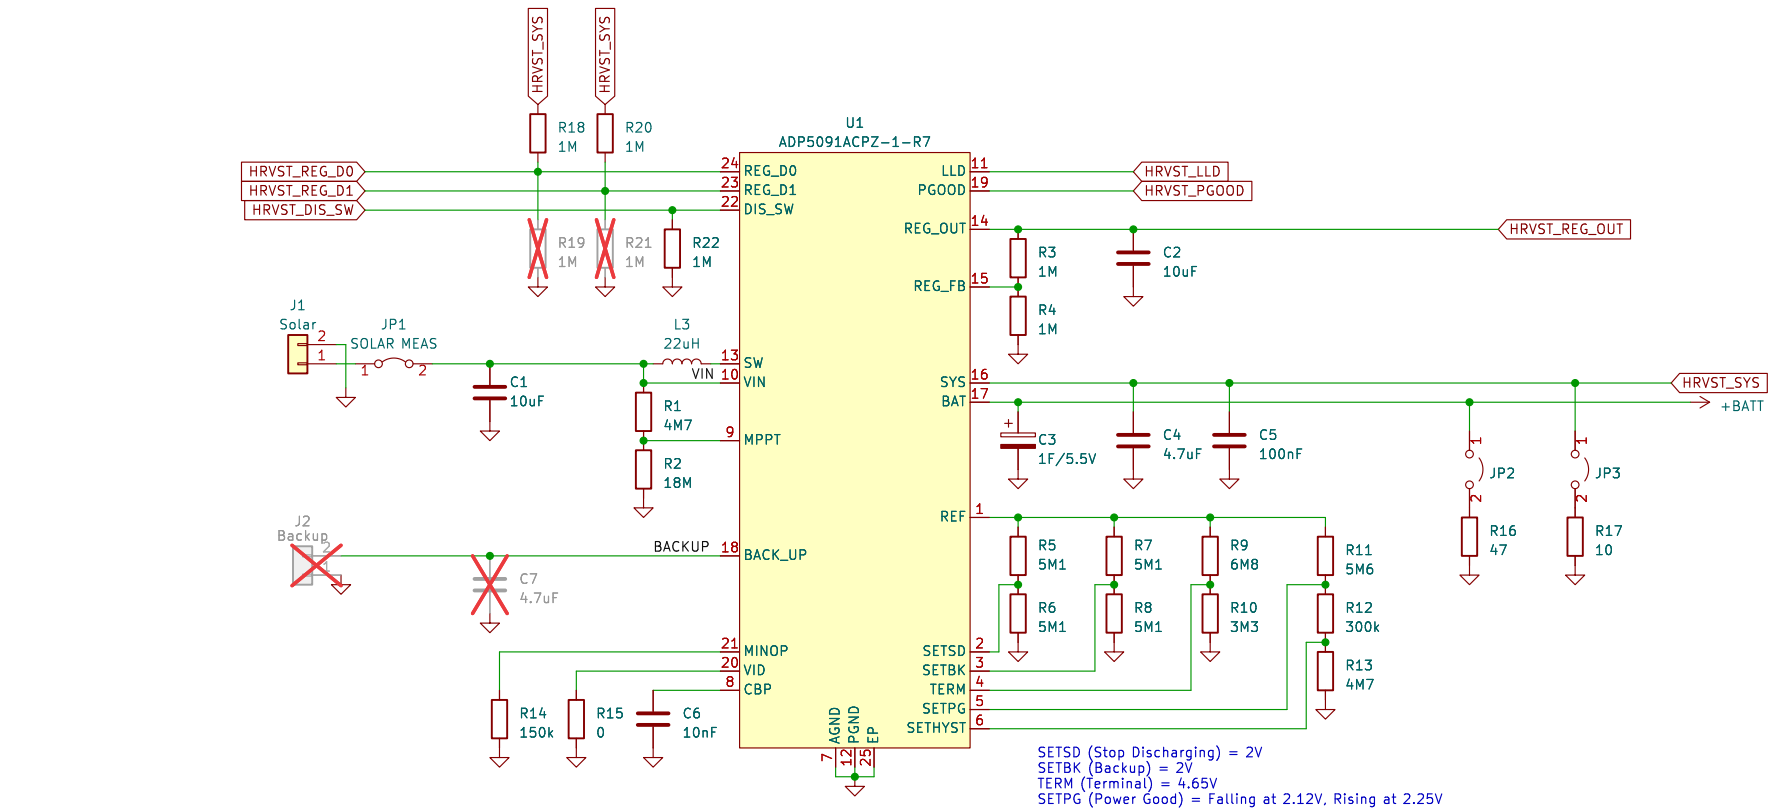 HRVST_SYS
HRVST_SYS
R18
1M
R20
1M
U1
ADP5091ACPZ-1-R7
HRVST_REG_D0
24
REG_D0
LLD
11
HRVST_LLD
HRVST_REG_D1
23
REG_D1
PGOOD
19
HRVST_PGOOD
HRVST_DIS_SW
22
DIS_SW
REG_OUT
14
HRVST_REG_OUT
R19
1M
R21
1M
R22
1M
R3
1M
C2
10uF
REG_FB
15
R4
1M
J1
Solar
2
1
JP1
SOLAR MEAS
1
2
L3
22uH
13
SW
VIN
10
VIN
C1
10uF
R1
4M7
9
MPPT
R2
18M
SYS
16
HRVST_SYS
BAT
17
+BATT
+
C3
1F/5.5V
C4
4.7uF
C5
100nF
1
JP2
2
1
JP3
2
R16
47
R17
10
J2
Backup
2
1
BACKUP
18
BACK_UP
C7
4.7uF
REF
1
R5
5M1
R7
5M1
R9
6M8
R11
5M6
R6
5M1
R8
5M1
R10
3M3
R12
300k
R13
4M7
21
MINOP
SETSD
2
20
VID
SETBK
3
8
CBP
TERM
4
SETPG
5
SETHYST
6
R14
150k
R15
0
C6
10nF
AGND
7
PGND
12
EP
25
SETSD (Stop Discharging) = 2V
SETBK (Backup) = 2V
TERM (Terminal) = 4.65V
SETPG (Power Good) = Falling at 2.12V, Rising at 2.25V